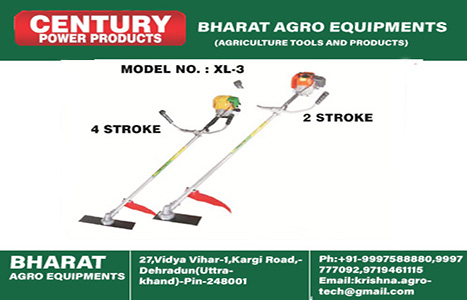 CENTURY
POWER PRODUCTS
BHARAT AGRO EQUIPMENTS
(AGRICULTURE TOOLS AND PRODUCTS)
MODEL NO. : XL-3
4 STROKE
2 STROKE
BHARAT
AGRO EQUIPMENTS
27,Vidya Vihar-1,Kargi Road,-
Dehradun(Uttra-
khand)-Pin-248001
Ph:+91-9997588880,9997
777092,9719461115
Email:krishna.agro-
tech@gmail.com